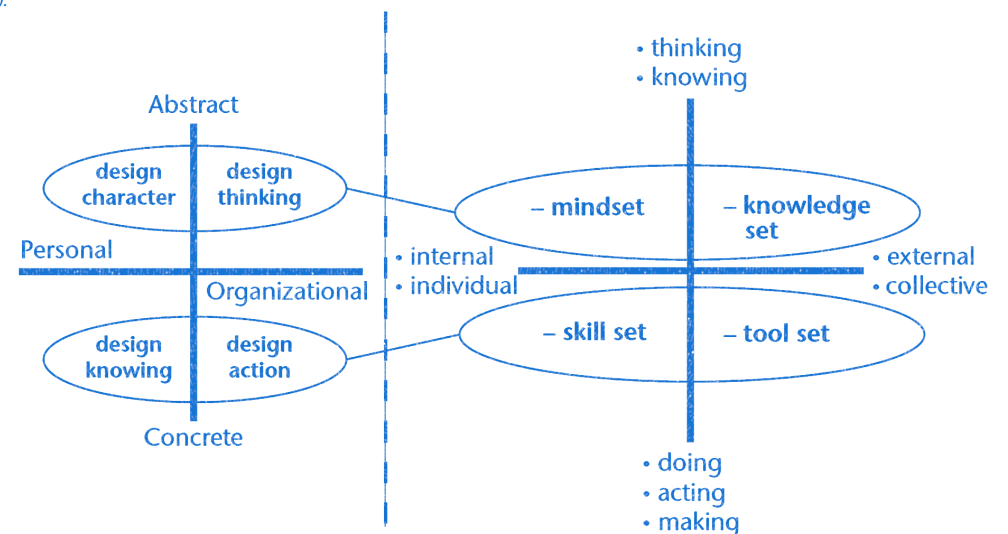 ).
Abstract
design
character
design
thinking
Personal
Organizational
design
knowing
design
action
Concrete
• thinking
• knowing
– mindset
– knowledge
set
• internal
• individual
• external
• collective
– skill set
– tool set
• doing
• acting
• making